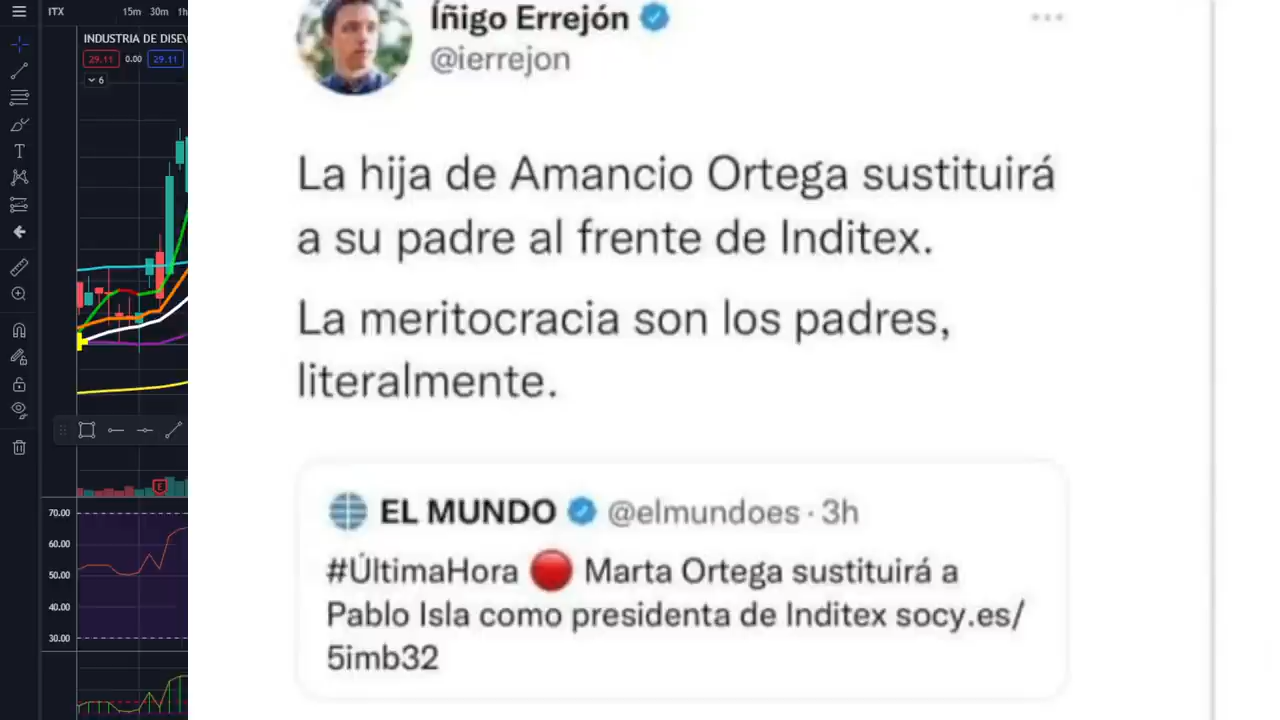 ITX 15m 30m 1h
INDUSTRIA DE DISE
29.11 0.00 29.11
6
Íñigo Errejón
@ierrejon
La hija de Amancio Ortega sustituirá
a su padre al frente de Inditex.
La meritocracia son los padres,
literalmente.
EL MUNDO @elmundoes · 3h
#ÚltimaHora 🔴 Marta Ortega sustituirá a
Pablo Isla como presidenta de Inditex socy.es/
5imb32
E
70.00
60.00
50.00
40.00
30.00